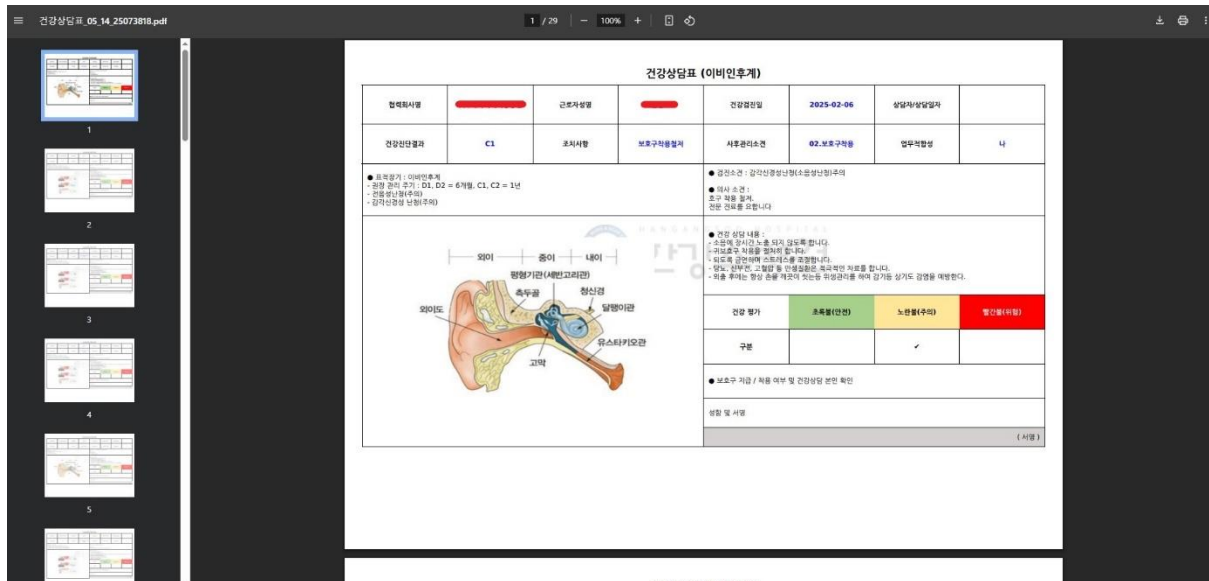 건강상담표_05_14_25073818.pdf
1 / 29
100%
건강상담표 (이비인후계)
협력회사명
근로자성명
건강검진일
2025-02-06
상담자/상담일자
건강진단결과
C1
조치사항
보호구착용철저
사후관리소견
02.보호구착용
업무적합성
나
● 표적장기 : 이비인후계
- 권장 관리 주기 : D1, D2 = 6개월, C1, C2 = 1년
- 전음성난청(주의)
- 감각신경성 난청(주의)
● 검진소견 : 감각신경성난청(소음성난청)주의
● 의사 소견 :
호구 착용 철저.
전문 진료를 요합니다
● 건강 상담 내용 :
- 소음에 장시간 노출 되지 않도록 합니다.
- 귀보호구 착용을 철저히 합니다.
- 되도록 금연하며 스트레스를 조절합니다.
- 당뇨, 신부전, 고혈압 등 만성질환은 적극적인 치료를 합니다.
- 외출 후에는 항상 손을 깨끗이 씻는등 위생관리를 하여 감기등 상기도 감염을 예방한다.
외이
중이
내이
평형기관(세반고리관)
측두골
청신경
외이도
달팽이관
유스타키오관
고막
건강 평가
초록불(안전)
노란불(주의)
빨간불(위험)
구분
✓
● 보호구 지급 / 착용 여부 및 건강상담 본인 확인
성함 및 서명
( 서명 )
1
2
3
4
5